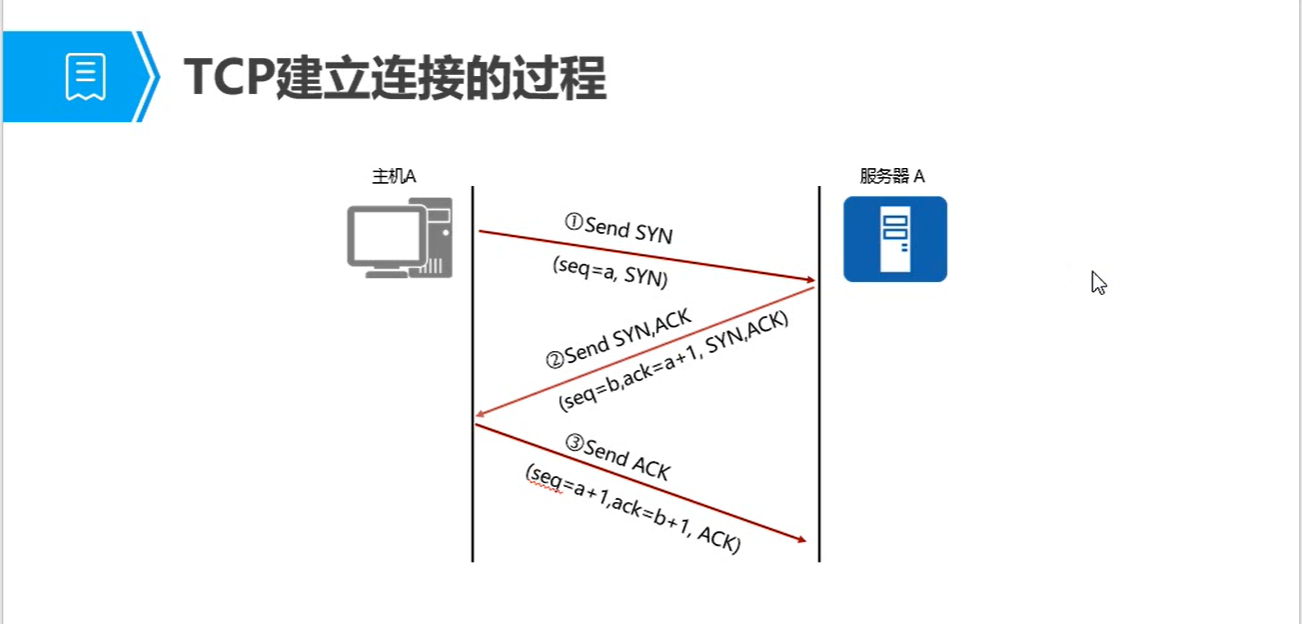 TCP建立连接的过程
主机A
服务器 A
①Send SYN
(seq=a, SYN)
②Send SYN,ACK
(seq=b,ack=a+1, SYN,ACK)
③Send ACK
(seq=a+1,ack=b+1, ACK)